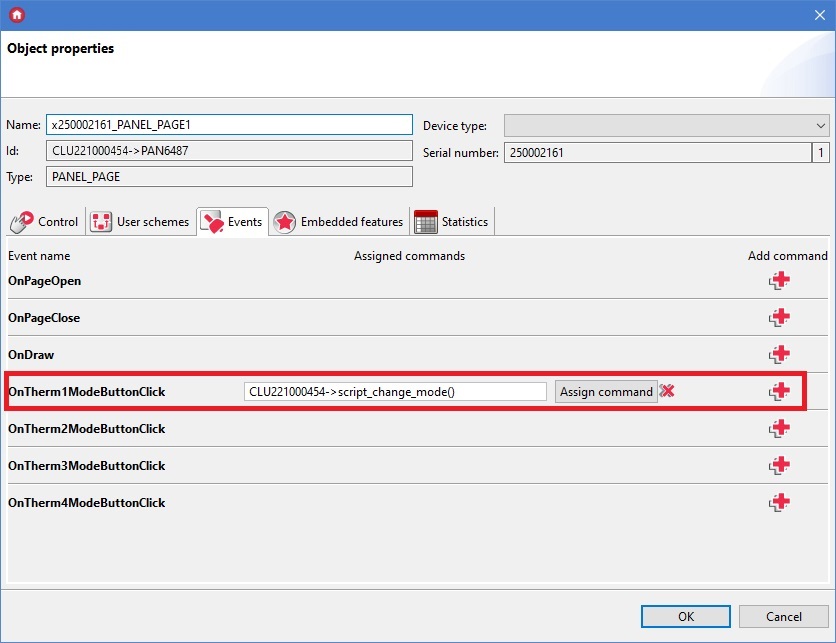 Object properties
Name: x250002161_PANEL_PAGE1
Device type:
Id: CLU221000454->PAN6487
Serial number: 250002161 1
Type: PANEL_PAGE
Control User schemes Events Embedded features Statistics
Event name Assigned commands Add command
OnPageOpen
OnPageClose
OnDraw
OnTherm1ModeButtonClick CLU221000454->script_change_mode() Assign command
OnTherm2ModeButtonClick
OnTherm3ModeButtonClick
OnTherm4ModeButtonClick
OK Cancel